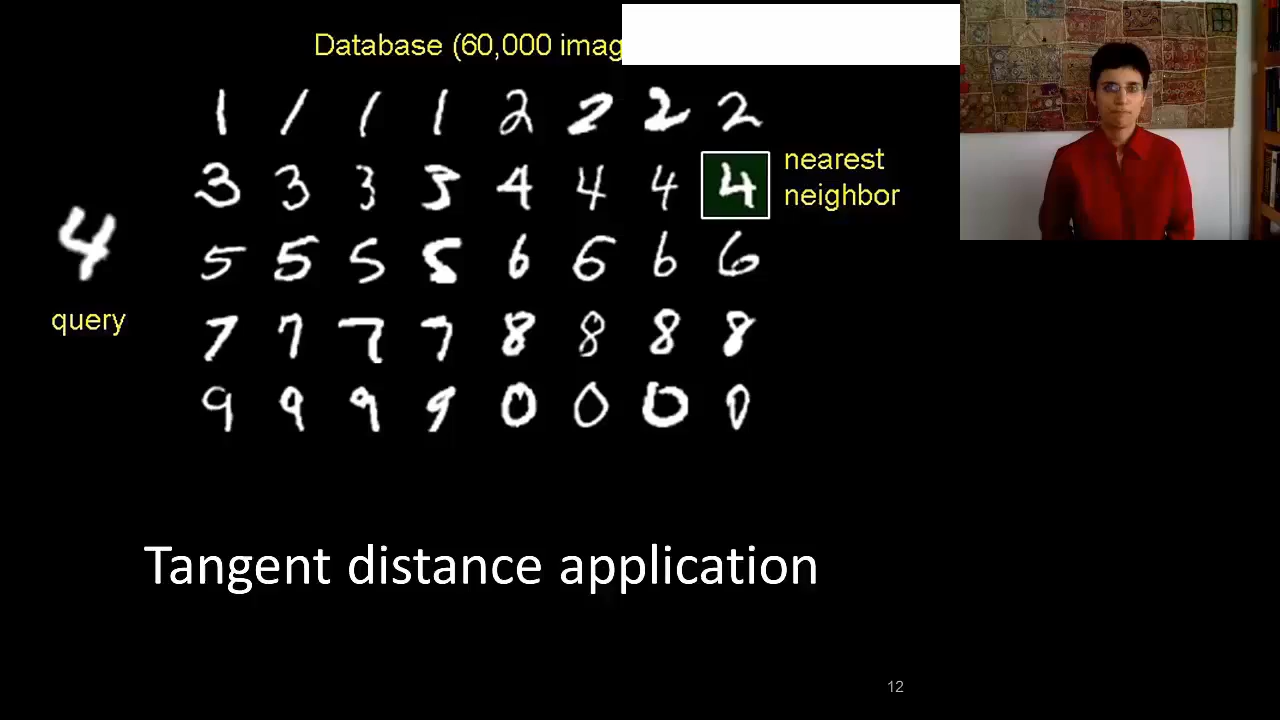 Database (60,000 imag
1 1 1 1 2 2 2 2
3 3 3 3 4 4 4 4
nearest
neighbor
4
5 5 5 5 6 6 6 6
query
7 7 7 7 8 8 8 8
9 9 9 9 0 0 0 0
Tangent distance application
12